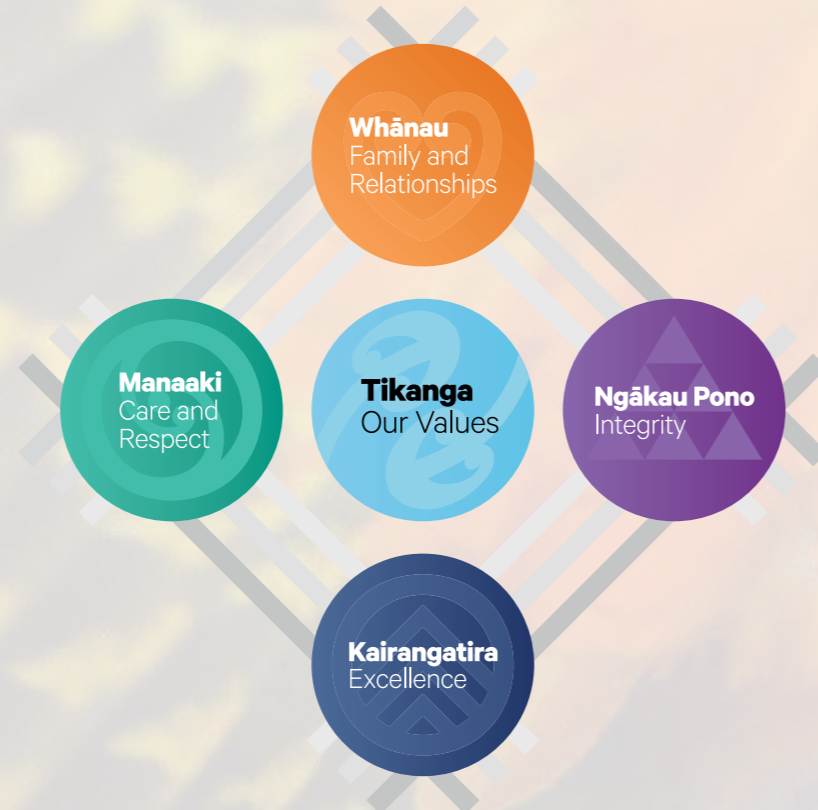 Whānau
Family and
Relationships
Manaaki
Care and
Respect
Tikanga
Our Values
Ngākau Pono
Integrity
Kairangatira
Excellence